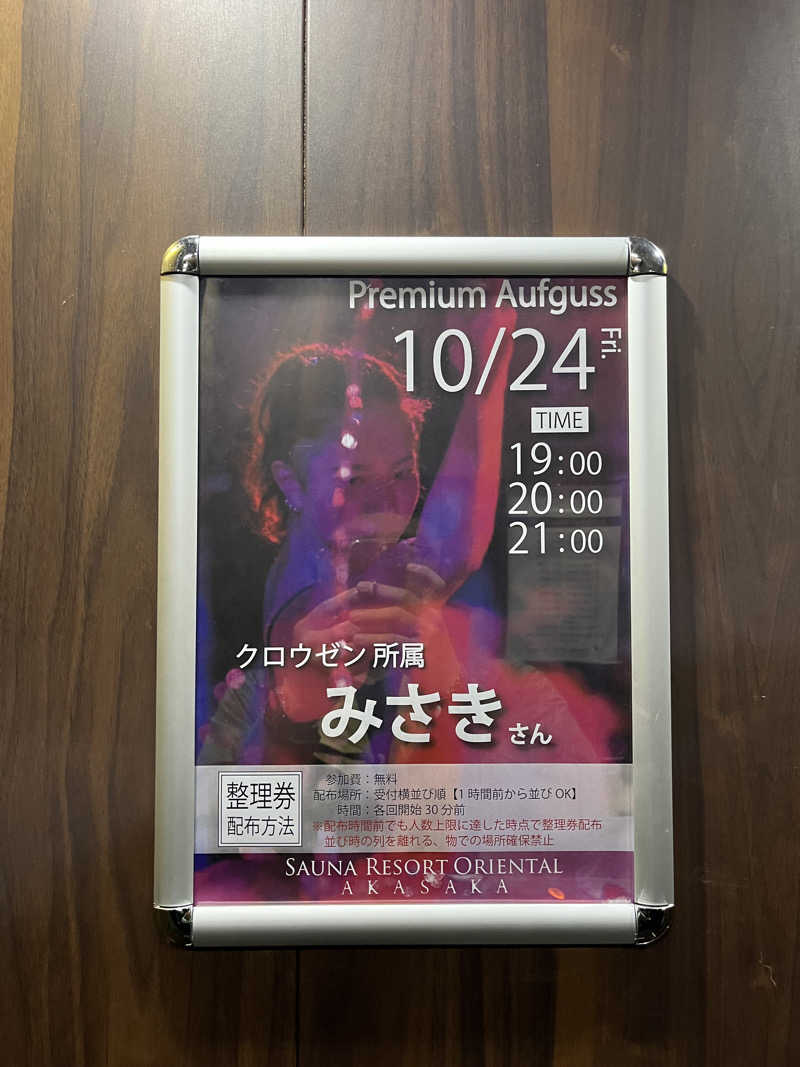 Premium Aufguss
10/24 Fri.
TIME
19:00
20:00
21:00
クロウゼン 所属
みさき さん
整理券
配布方法
参加費：無料
配布場所：受付横並び順【1時間前から並びOK】
時間：各回開始30分前
※配布時間前でも人数上限に達した時点で整理券配布
並び時の列を離れる、物での場所確保禁止
SAUNA RESORT ORIENTAL
AKASAKA